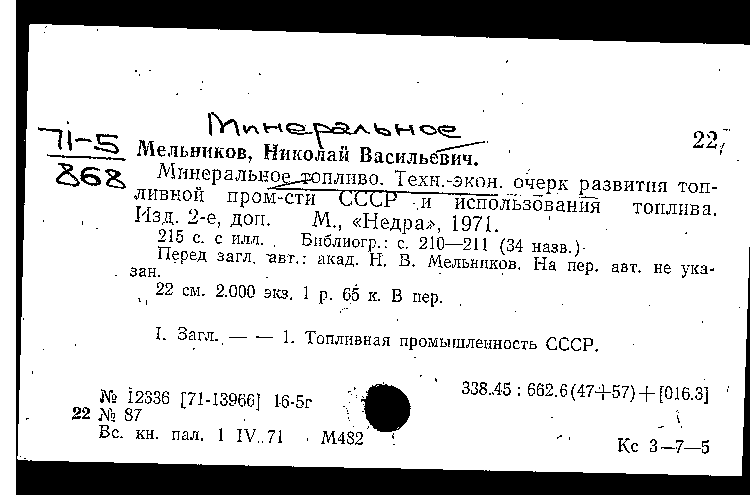 Минеральное
71-5
868
22
Мельников, Николай Васильевич.
Минеральное топливо. Техн.-экон. очерк развития топ-
ливной пром-сти СССР и использования топлива.
Изд. 2-е, доп. М., «Недра», 1971.
215 с. с илл. Библиогр.: с. 210—211 (34 назв.)
Перед загл. авт.: акад. Н. В. Мельников. На пер. авт. не ука-
зан.
22 см. 2.000 экз. 1 р. 65 к. В пер.
I. Загл. — — 1. Топливная промышленность СССР.
338.45 : 662.6(47+57)+[016.3]
№ 12336 [71-13966] 16-5г
22 № 87
Вс. кн. пал. 1 IV.71 М482
Кс 3—7—5